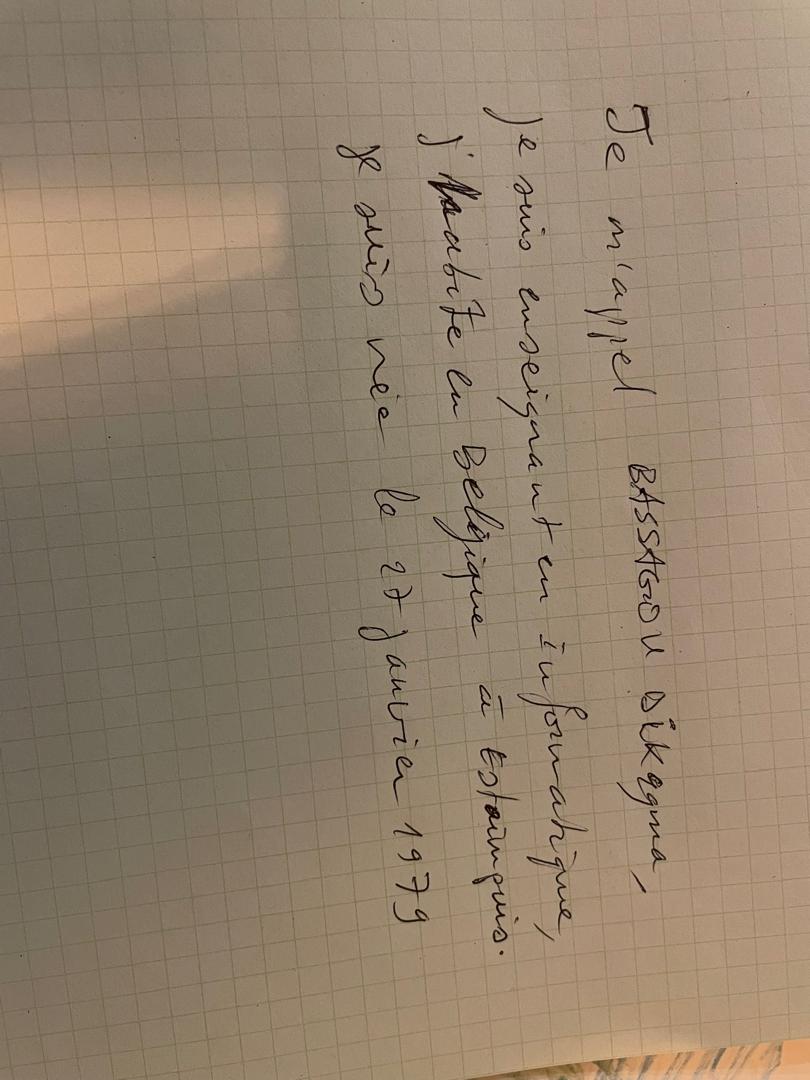 Je m'appel BASSAGOU
je suis enseignant en informatique,
j'habite en Belgique à Estaimpuis.
je suis née le 27 janvier 1979